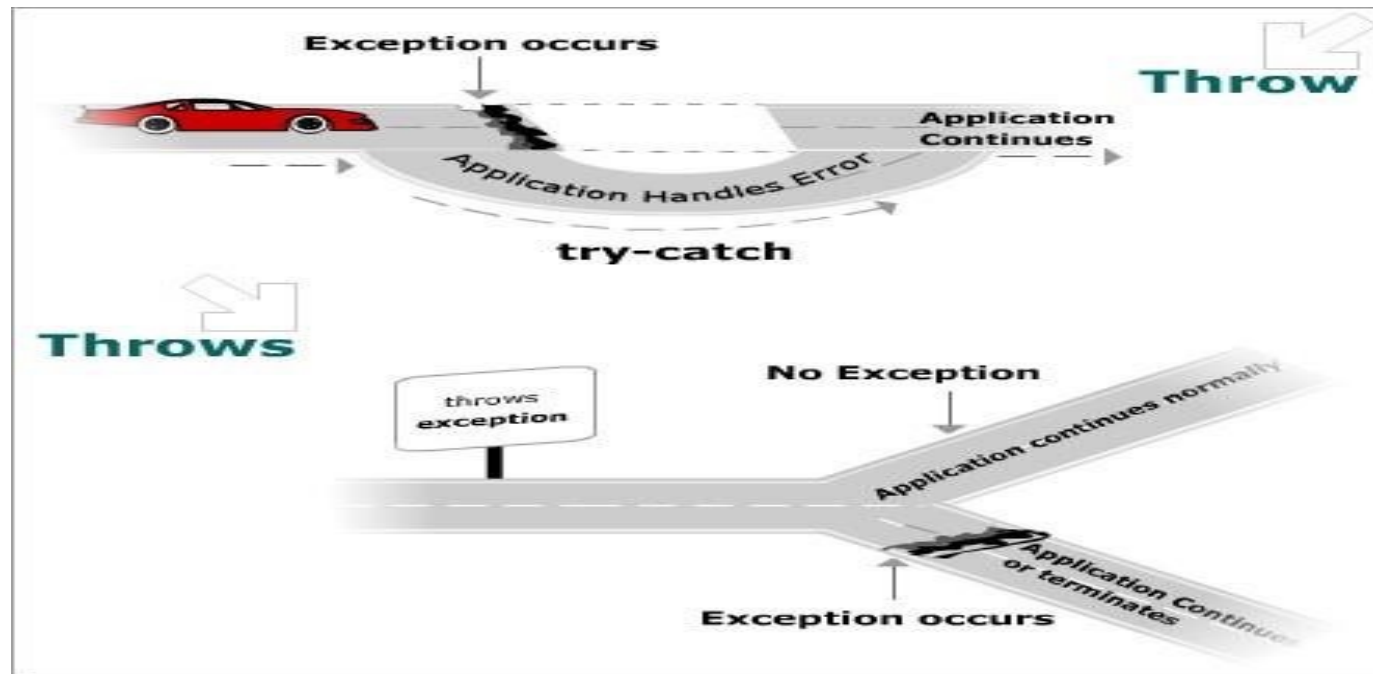 Exception occurs
Throw
Application
Continues
Application Handles Error
try-catch
Throws
throws
exception
No Exception
Application continues normally
Application Continues
or terminates
Exception occurs